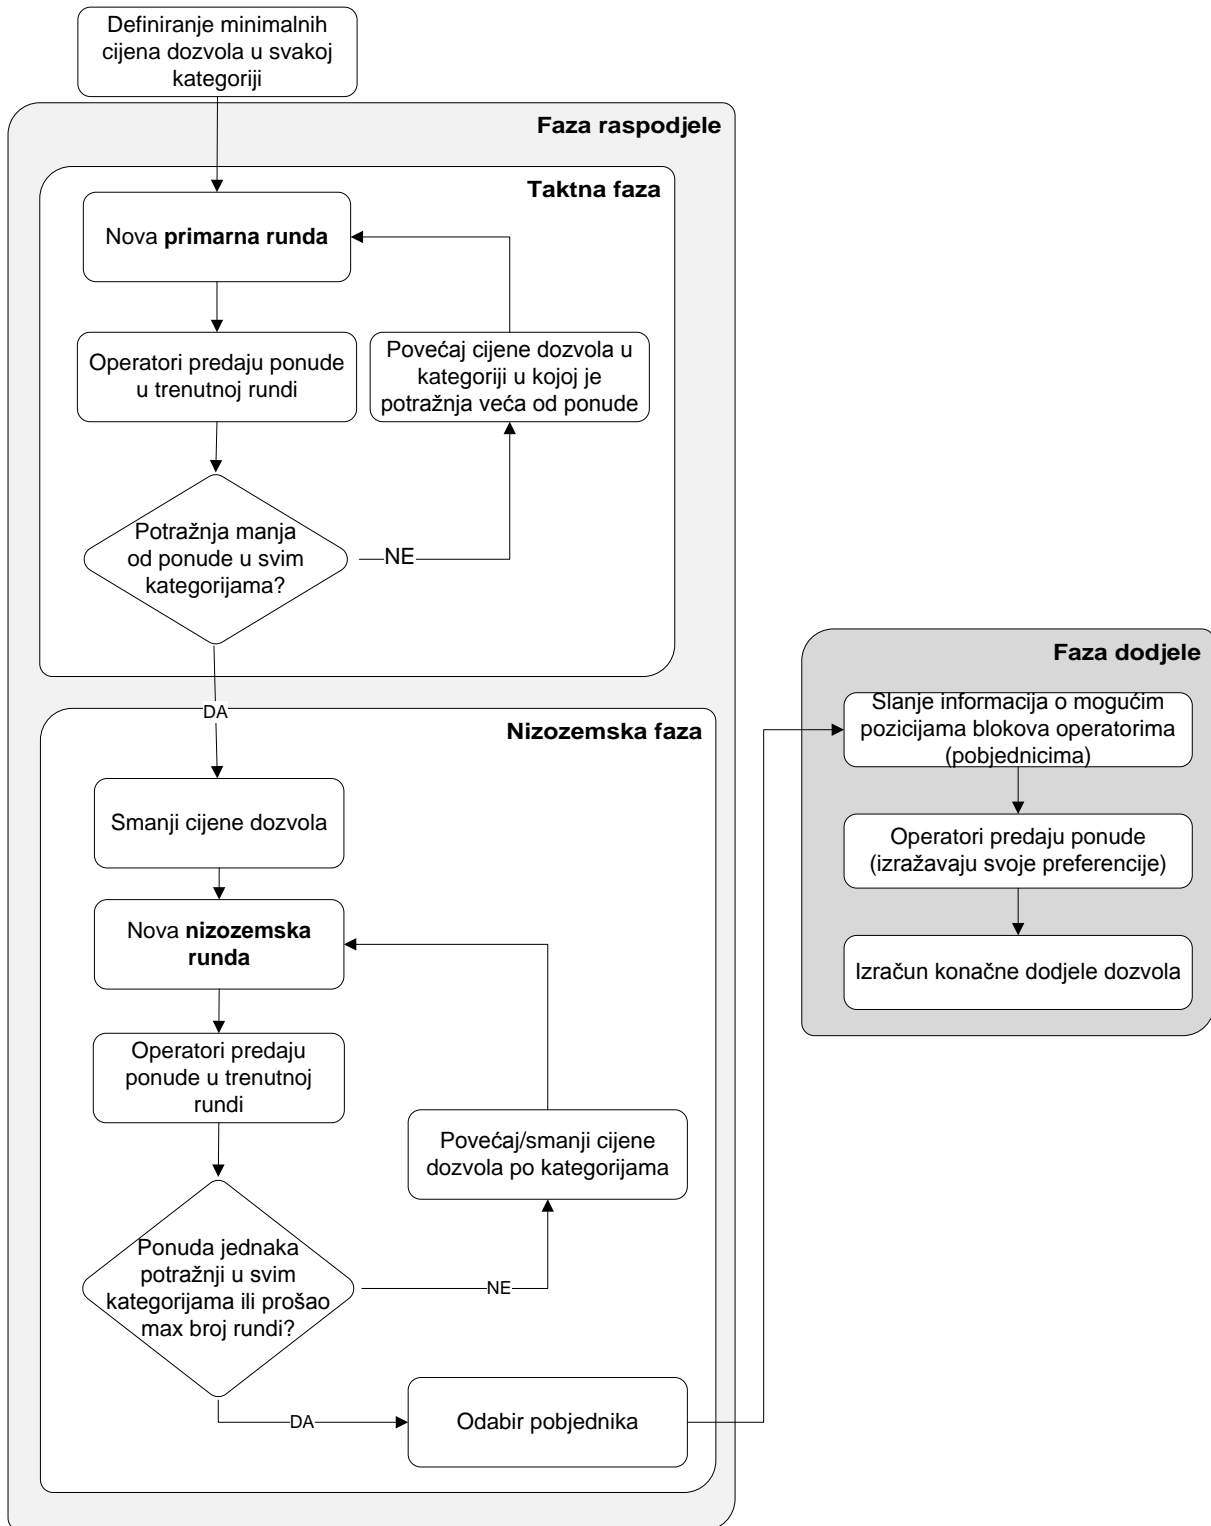 Definiranje minimalnih
cijena dozvola u svakoj
kategoriji
Faza raspodjele
Taktna faza
Nova primarna runda
Operatori predaju ponude
u trenutnoj rundi
Povećaj cijene dozvola u
kategoriji u kojoj je
potražnja veća od ponude
Potražnja manja
od ponude u svim
kategorijama?
NE
DA
Nizozemska faza
Smanji cijene dozvola
Nova nizozemska
runda
Operatori predaju
ponude u trenutnoj
rundi
Povećaj/smanji cijene
dozvola po kategorijama
Ponuda jednaka
potražnji u svim
kategorijama ili prošao
max broj rundi?
NE
DA
Odabir pobjednika
Faza dodjele
Slanje informacija o mogućim
pozicijama blokova operatorima
(pobjednicima)
Operatori predaju ponude
(izražavaju svoje preferencije)
Izračun konačne dodjele dozvola